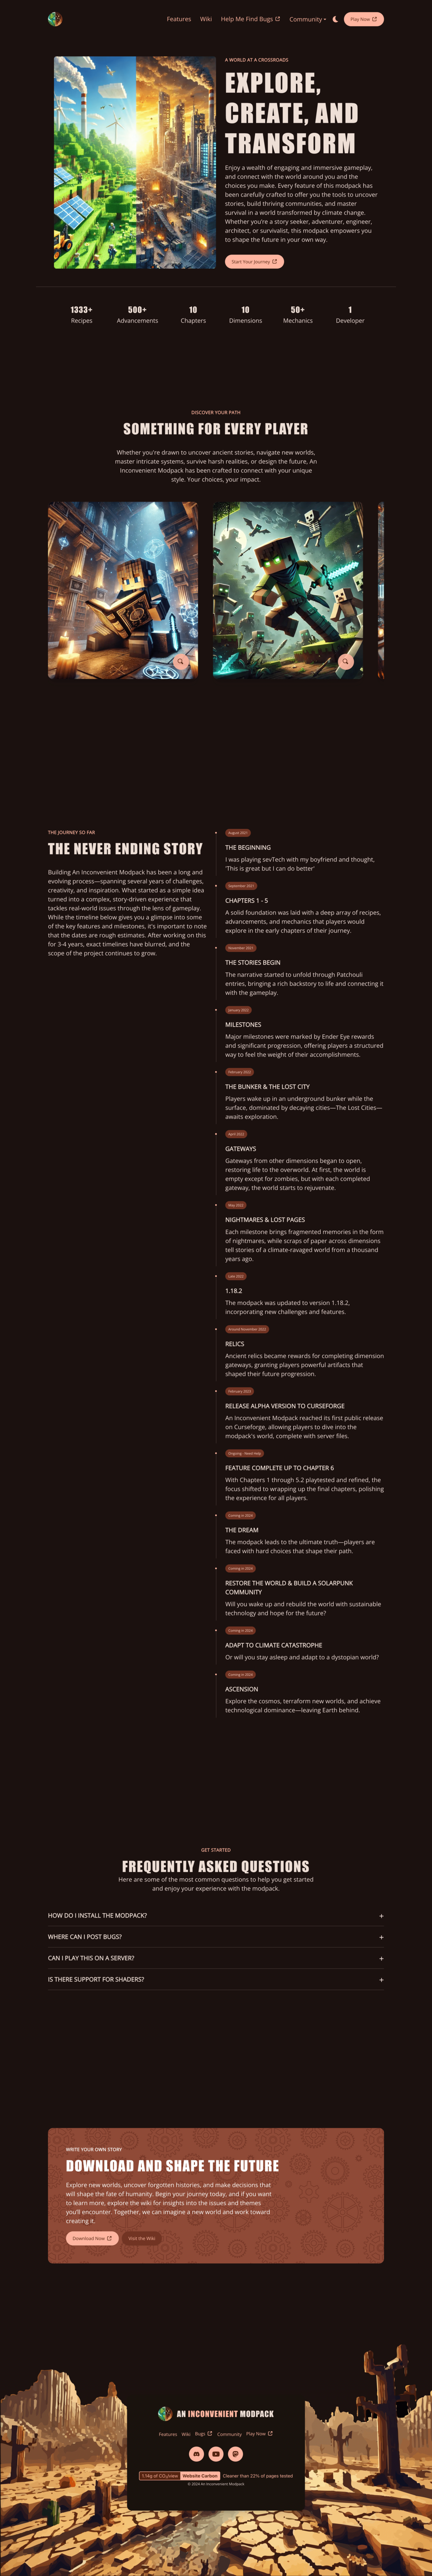 Features
Wiki
Help Me Find Bugs
Community
Play Now
A WORLD AT A CROSSROADS
EXPLORE,
CREATE, AND
TRANSFORM
Enjoy a wealth of engaging and immersive gameplay,
and connect with the world around you and the
choices you make. Every feature of this modpack has
been carefully crafted to offer you the tools to uncover
stories, build thriving communities, and master
survival in a world transformed by climate change.
Whether you're a story seeker, adventurer, engineer,
architect, or survivalist, this modpack empowers you
to shape the future in your own way.
Start Your Journey
1333+
Recipes
500+
Advancements
10
Chapters
10
Dimensions
50+
Mechanics
1
Developer
DISCOVER YOUR PATH
SOMETHING FOR EVERY PLAYER
Whether you're drawn to uncover ancient stories, navigate new worlds,
master intricate systems, survive harsh realities, or design the future, An
Inconvenient Modpack has been crafted to connect with your unique
style. Your choices, your impact.
THE JOURNEY SO FAR
THE NEVER ENDING STORY
Building An Inconvenient Modpack has been a long and
evolving process—spanning several years of challenges,
creativity, and inspiration. What started as a simple idea
turned into a complex, story-driven experience that
tackles real-world issues through the lens of gameplay.
While the timeline below gives you a glimpse into some
of the key features and milestones, it's important to note
that the dates are rough estimates. After working on this
for 3-4 years, exact timelines have blurred, and the
scope of the project continues to grow.
August 2021
THE BEGINNING
I was playing sevTech with my boyfriend and thought,
'This is great but I can do better'
September 2021
CHAPTERS 1 - 5
A solid foundation was laid with a deep array of recipes,
advancements, and mechanics that players would
explore in the early chapters of their journey.
November 2021
THE STORIES BEGIN
The narrative started to unfold through Patchouli
entries, bringing a rich backstory to life and connecting it
with the gameplay.
January 2022
MILESTONES
Major milestones were marked by Ender Eye rewards
and significant progression, offering players a structured
way to feel the weight of their accomplishments.
February 2022
THE BUNKER & THE LOST CITY
Players wake up in an underground bunker while the
surface, dominated by decaying cities—The Lost Cities—
awaits exploration.
April 2022
GATEWAYS
Gateways from other dimensions began to open,
restoring life to the overworld. At first, the world is
empty except for zombies, but with each completed
gateway, the world starts to rejuvenate.
May 2022
NIGHTMARES & LOST PAGES
Each milestone brings fragmented memories in the form
of nightmares, while scraps of paper across dimensions
tell stories of a climate-ravaged world from a thousand
years ago.
Late 2022
1.18.2
The modpack was updated to version 1.18.2,
incorporating new challenges and features.
Around November 2022
RELICS
Ancient relics became rewards for completing dimension
gateways, granting players powerful artifacts that
shaped their future progression.
February 2023
RELEASE ALPHA VERSION TO CURSEFORGE
An Inconvenient Modpack reached its first public release
on Curseforge, allowing players to dive into the
modpack's world, complete with server files.
Ongoing - Need Help
FEATURE COMPLETE UP TO CHAPTER 6
With Chapters 1 through 5.2 playtested and refined, the
focus shifted to wrapping up the final chapters, polishing
the experience for all players.
Coming in 2024
THE DREAM
The modpack leads to the ultimate truth—players are
faced with hard choices that shape their path.
Coming in 2024
RESTORE THE WORLD & BUILD A SOLARPUNK
COMMUNITY
Will you wake up and rebuild the world with sustainable
technology and hope for the future?
Coming in 2024
ADAPT TO CLIMATE CATASTROPHE
Or will you stay asleep and adapt to a dystopian world?
Coming in 2024
ASCENSION
Explore the cosmos, terraform new worlds, and achieve
technological dominance—leaving Earth behind.
GET STARTED
FREQUENTLY ASKED QUESTIONS
Here are some of the most common questions to help you get started
and enjoy your experience with the modpack.
HOW DO I INSTALL THE MODPACK?
WHERE CAN I POST BUGS?
CAN I PLAY THIS ON A SERVER?
IS THERE SUPPORT FOR SHADERS?
WRITE YOUR OWN STORY
DOWNLOAD AND SHAPE THE FUTURE
Explore new worlds, uncover forgotten histories, and make decisions that
will shape the fate of humanity. Begin your journey today, and if you want
to learn more, explore the wiki for insights into the issues and themes
you'll encounter. Together, we can imagine a new world and work toward
creating it.
Download Now
Visit the Wiki
AN INCONVENIENT MODPACK
Features
Wiki
Bugs
Community
Play Now
1.14g of CO₂/view
Website Carbon
Cleaner than 22% of pages tested
© 2024 An Inconvenient Modpack